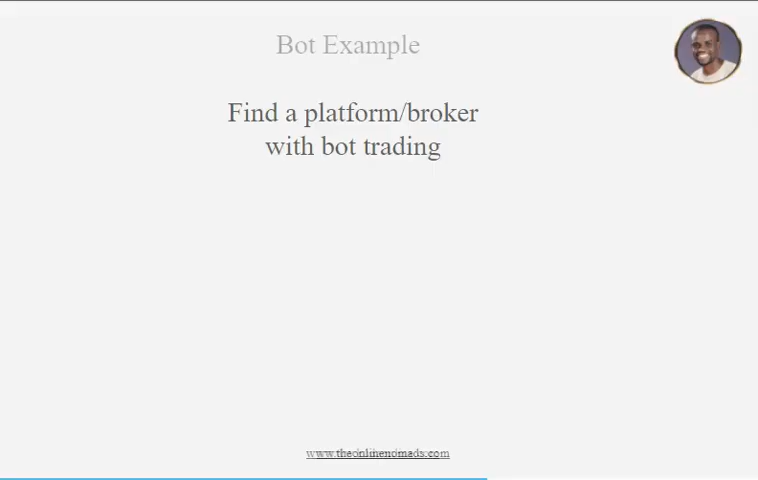 Bot Example
Find a platform/broker
with bot trading
www.theonlinenomads.com